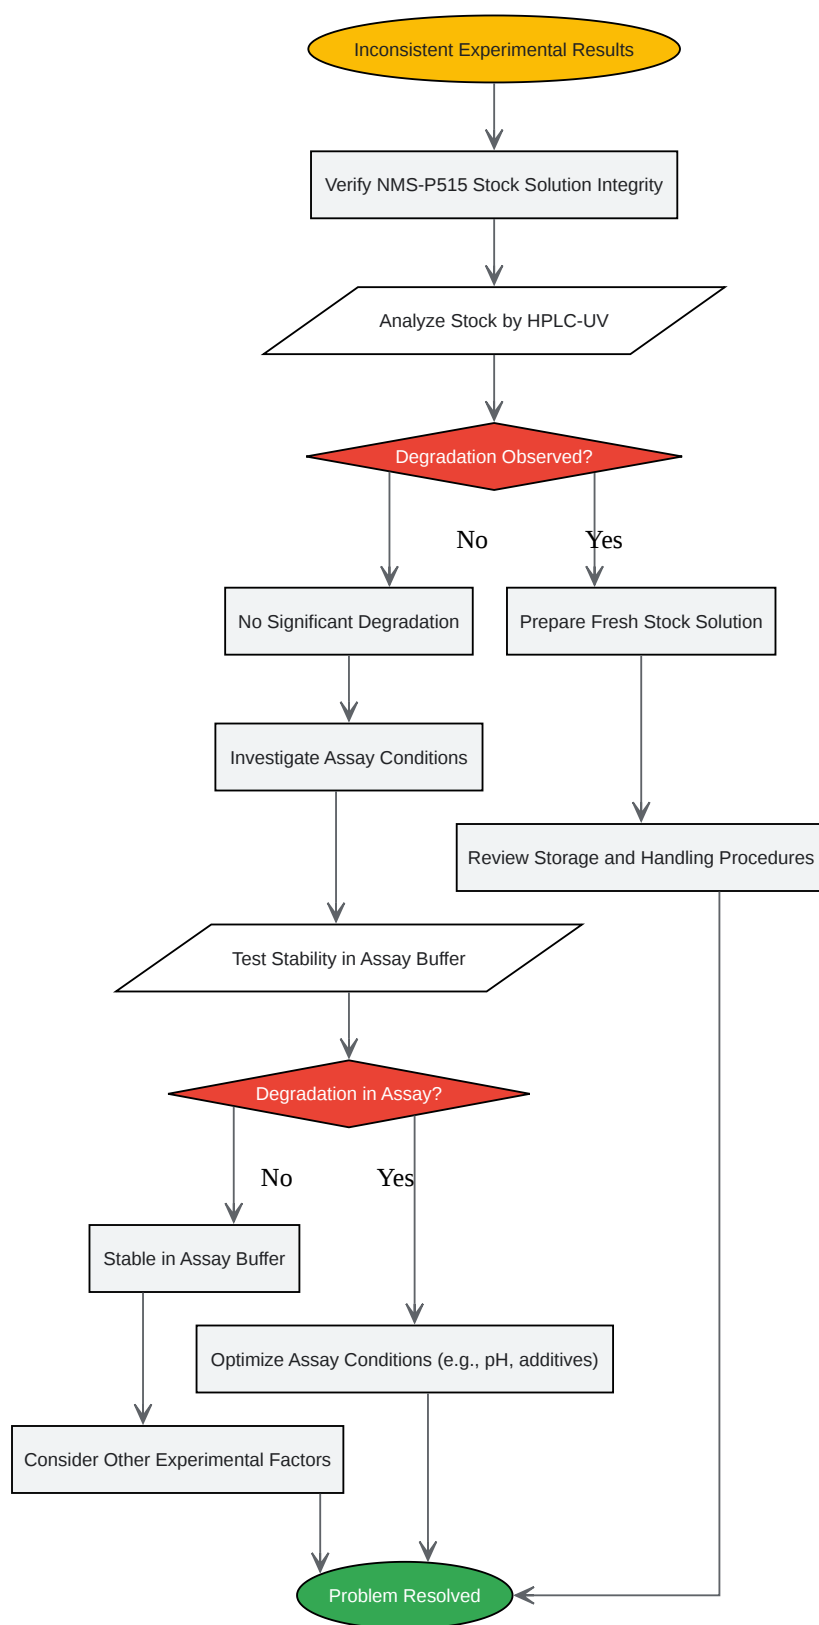 Inconsistent Experimental Results
Verify NMS-P515 Stock Solution Integrity
Analyze Stock by HPLC-UV
Degradation Observed?
No
Yes
No Significant Degradation
Prepare Fresh Stock Solution
Investigate Assay Conditions
Review Storage and Handling Procedures
Test Stability in Assay Buffer
Degradation in Assay?
No
Yes
Stable in Assay Buffer
Optimize Assay Conditions (e.g., pH, additives)
Consider Other Experimental Factors
Problem Resolved